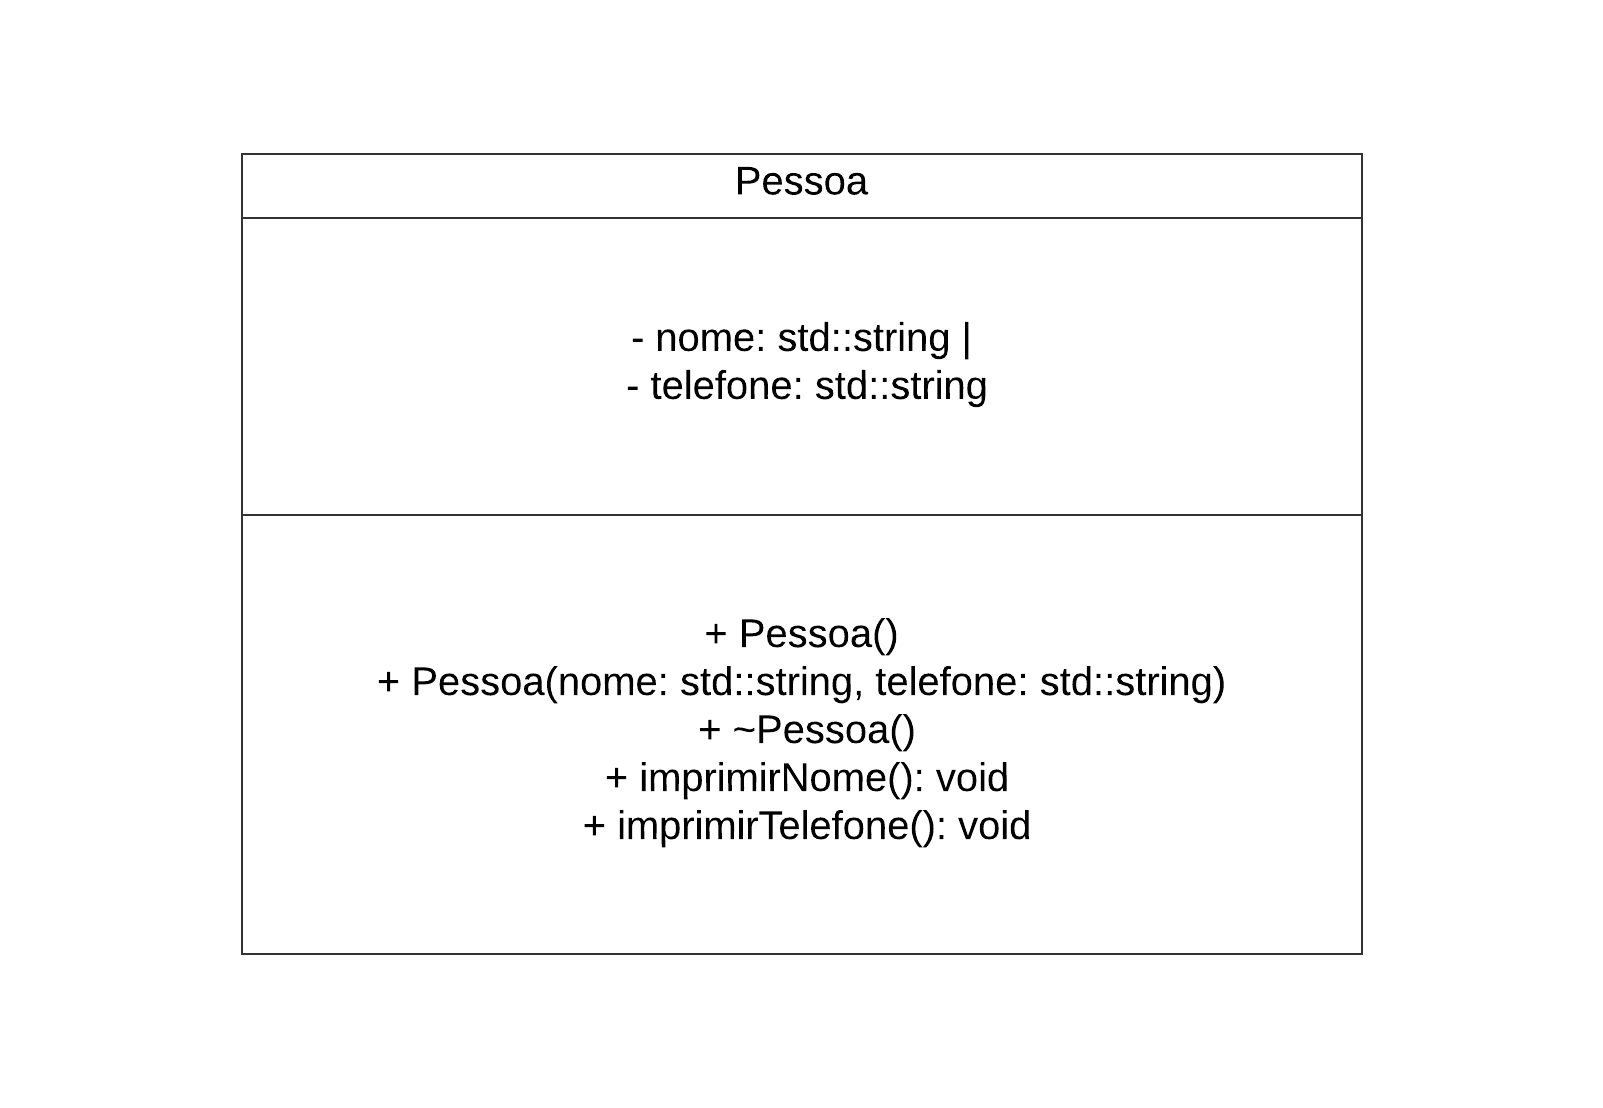 Pessoa
- nome: std::string |
- telefone: std::string
+ Pessoa()
+ Pessoa(nome: std::string, telefone: std::string)
+ ~Pessoa()
+ imprimirNome(): void
+ imprimirTelefone(): void